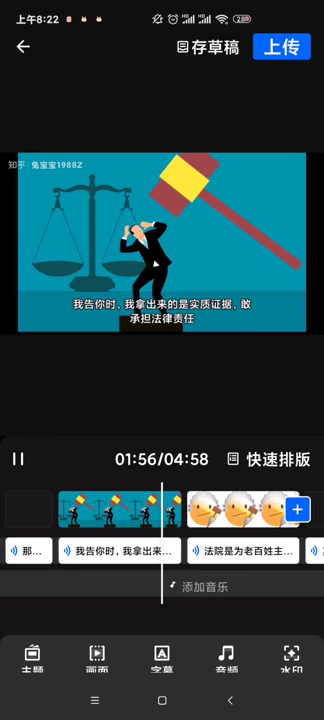 上午8:22
28
存草稿
上传
知乎 兔宝宝1988Z
我告你时，我拿出来的是实质证据，敢
承担法律责任
01:56/04:58
快速排版
那...
我告你时，我拿出来...
法院是为老百姓主...
添加音乐
主题
画面
字幕
音频
水印